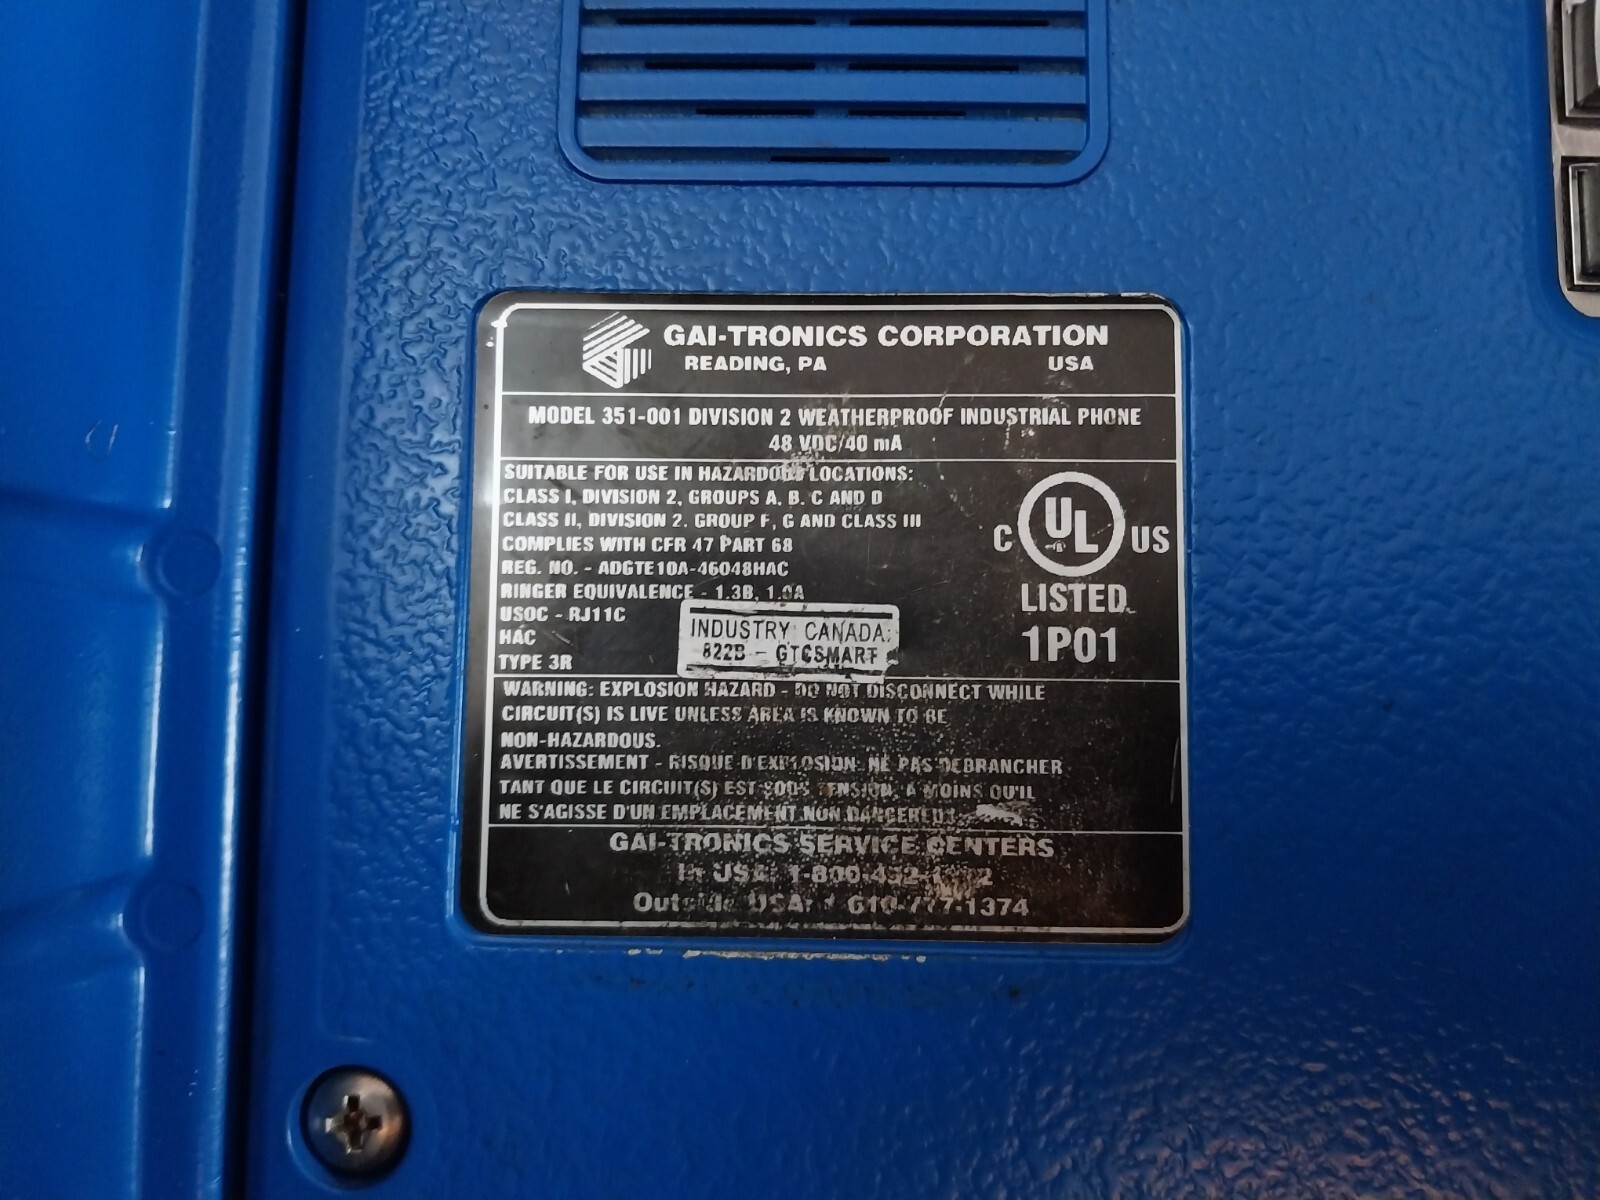 GAI-TRONICS CORPORATION
READING, PA USA
MODEL 351-001 DIVISION 2 WEATHERPROOF INDUSTRIAL PHONE
48 VDC/40 mA
SUITABLE FOR USE IN HAZARDOUS LOCATIONS:
CLASS I, DIVISION 2, GROUPS A, B, C AND D
CLASS II, DIVISION 2, GROUP F, G AND CLASS III
COMPLIES WITH CFR 47 PART 68
REG. NO. - ADGTE10A-46048HAC
RINGER EQUIVALENCE - 1.3B, 1.0A
USOC - RJ11C
HAC
TYPE 3R
INDUSTRY CANADA:
822B - GTCSMART
C UL US
LISTED
1P01
WARNING: EXPLOSION HAZARD - DO NOT DISCONNECT WHILE
CIRCUIT(S) IS LIVE UNLESS AREA IS KNOWN TO BE
NON-HAZARDOUS.
AVERTISSEMENT - RISQUE D'EXPLOSION: NE PAS DEBRANCHER
TANT QUE LE CIRCUIT(S) EST SOUS TENSION, A MOINS QU'IL
NE S'AGISSE D'UN EMPLACEMENT NON DANGEREUX
GAI-TRONICS SERVICE CENTERS
In USA:
Outside USA: 1 610-777-1374